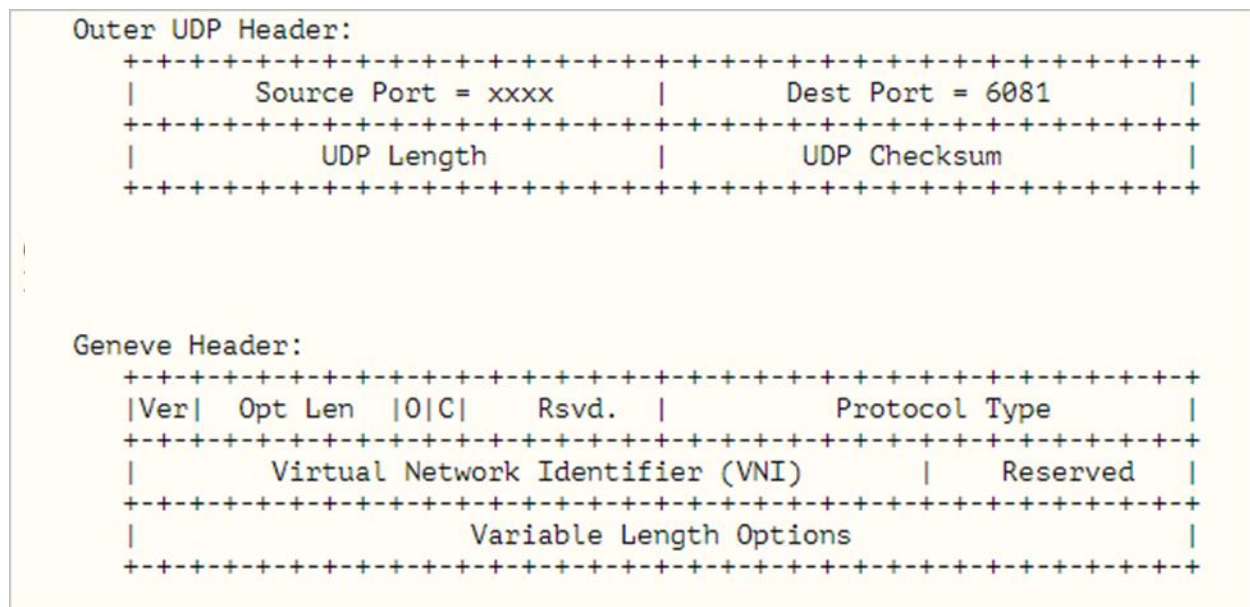 Outer UDP Header:
+-+-+-+-+-+-+-+-+-+-+-+-+-+-+-+-+-+-+-+-+-+-+-+-+-+-+-+-+-+-+-+-+
|       Source Port = xxxx      |       Dest Port = 6081        |
+-+-+-+-+-+-+-+-+-+-+-+-+-+-+-+-+-+-+-+-+-+-+-+-+-+-+-+-+-+-+-+-+
|           UDP Length          |        UDP Checksum           |
+-+-+-+-+-+-+-+-+-+-+-+-+-+-+-+-+-+-+-+-+-+-+-+-+-+-+-+-+-+-+-+-+
Geneve Header:
+-+-+-+-+-+-+-+-+-+-+-+-+-+-+-+-+-+-+-+-+-+-+-+-+-+-+-+-+-+-+-+-+
|Ver|  Opt Len  |O|C|    Rsvd.  |          Protocol Type        |
+-+-+-+-+-+-+-+-+-+-+-+-+-+-+-+-+-+-+-+-+-+-+-+-+-+-+-+-+-+-+-+-+
|        Virtual Network Identifier (VNI)       |    Reserved   |
+-+-+-+-+-+-+-+-+-+-+-+-+-+-+-+-+-+-+-+-+-+-+-+-+-+-+-+-+-+-+-+-+
|                    Variable Length Options                    |
+-+-+-+-+-+-+-+-+-+-+-+-+-+-+-+-+-+-+-+-+-+-+-+-+-+-+-+-+-+-+-+-+